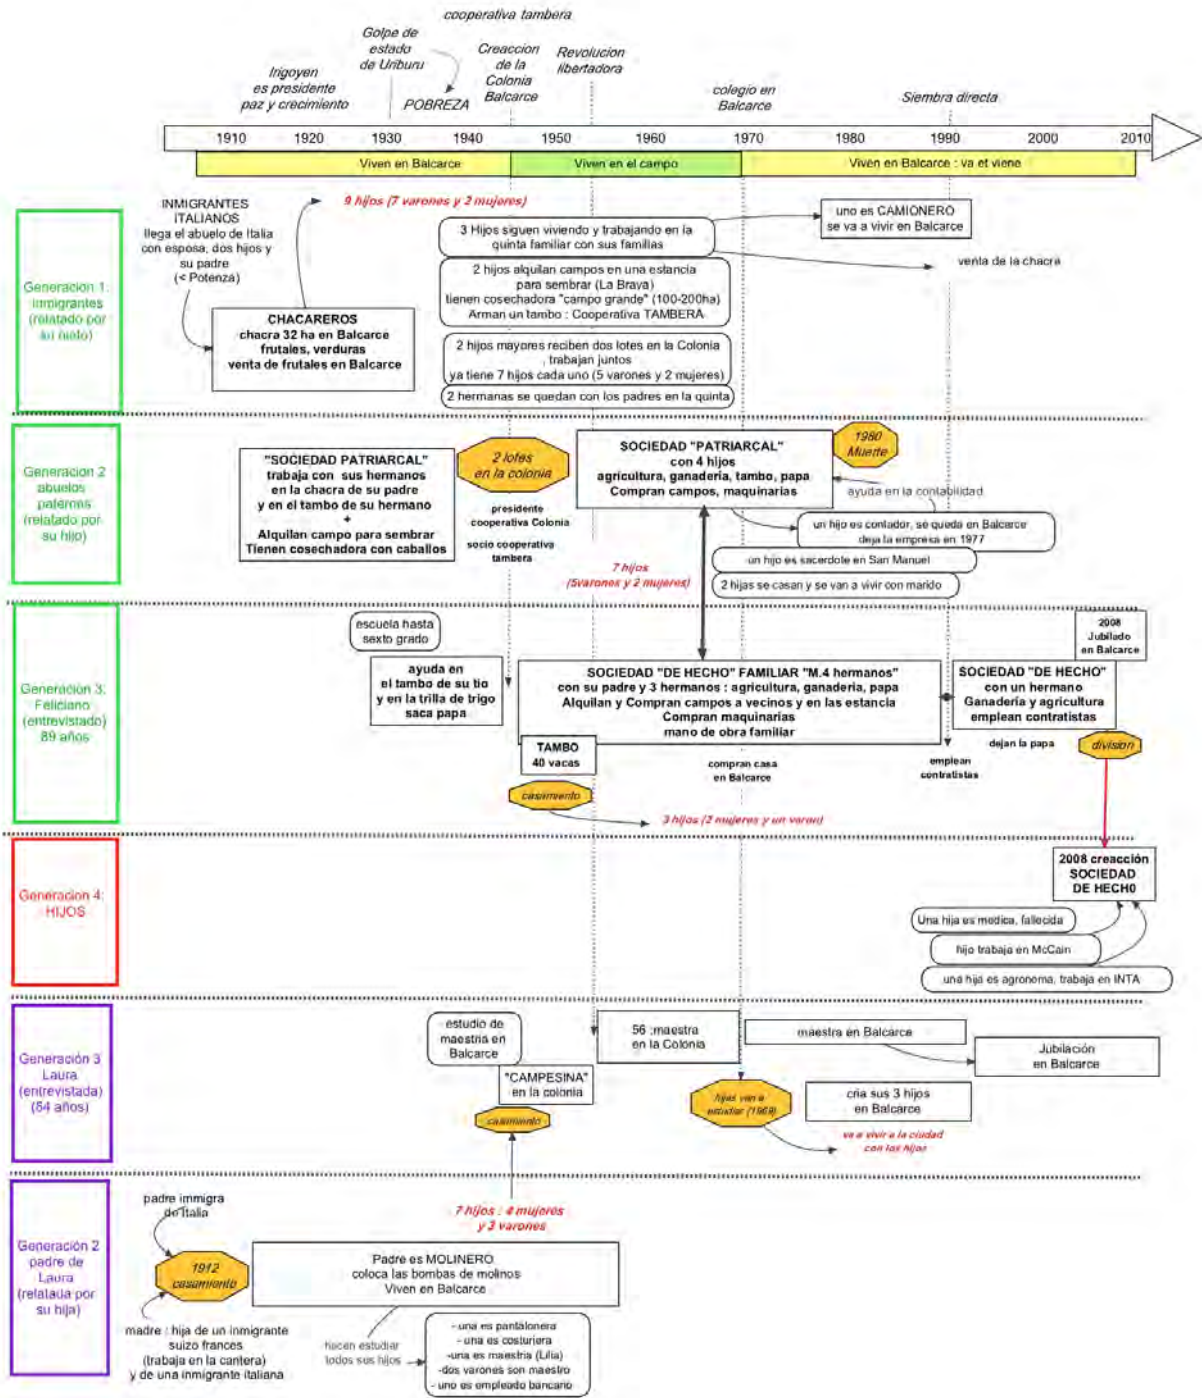 cooperativa tambera
Golpe de
estado
de Uriburu
Creaccion
de la
Colonia
Balcarce
Revolucion
libertadora
Irigoyen
es presidente
paz y crecimiento
POBREZA
colegio en
Balcarce
Siembra directa
1910
1920
1930
1940
1950
1960
1970
1980
1990
2000
2010
Viven en Balcarce
Viven en el campo
Viven en Balcarce : va et viene
Generacion 1:
inmigrantes
(relatado por
su nieto)
INMIGRANTES
ITALIANOS
llega el abuelo de Italia
con esposa, dos hijos y
su padre
(< Potenza)
9 hijos (7 varones y 2 mujeres)
CHACAREROS
chacra 32 ha en Balcarce
frutales, verduras
venta de frutales en Balcarce
3 Hijos siguen viviendo y trabajando en la
quinta familiar con sus familias
2 hijos alquilan campos en una estancia
para sembrar (La Brava)
tienen cosechadora "campo grande" (100-200ha)
Arman un tambo : Cooperativa TAMBERA
2 hijos mayores reciben dos lotes en la Colonia
, trabajan juntos
ya tiene 7 hijos cada uno (5 varones y 2 mujeres)
2 hermanas se quedan con los padres en la quinta
uno es CAMIONERO
se va a vivir en Balcarce
venta de la chacra
Generacion 2
abuelos
paternos
(relatado por
su hijo)
"SOCIEDAD PATRIARCAL"
trabaja con sus hermanos
en la chacra de su padre
y en el tambo de su hermano
+
Alquilan campo para sembrar
Tienen cosechadora con caballos
2 lotes
en la colonia
presidente
cooperativa Colonia
socio cooperativa
tambera
SOCIEDAD "PATRIARCAL"
con 4 hijos
agricultura, ganaderia, tambo, papa
Compran campos, maquinarias
1980
Muerte
ayuda en la contabilidad
un hijo es contador, se queda en Balcarce
deja la empresa en 1977
un hijo es sacerdote en San Manuel
2 hijas se casan y se van a vivir con marido
7 hijos
(5varones y 2 mujeres)
Generación 3:
Feliciano
(entrevistado)
89 años
escuela hasta
sexto grado
ayuda en
el tambo de su tio
y en la trilla de trigo
saca papa
SOCIEDAD "DE HECHO" FAMILIAR "M.4 hermanos"
con su padre y 3 hermanos : agricultura, ganaderia, papa
Alquilan y Compran campos a vecinos y en las estancia
Compran maquinarias
mano de obra familiar
TAMBO
40 vacas
casamiento
3 hijos (2 mujeres y un varon)
compran casa
en Balcarce
emplean
contratistas
2008
Jubilado
en Balcarce
SOCIEDAD "DE HECHO"
con un hermano
Ganaderia y agricultura
emplean contratistas
dejan la papa
division
Generacion 4:
HIJOS
2008 creacción
SOCIEDAD
DE HECH0
Una hija es medica, fallecida
hijo trabaja en McCain
una hija es agronoma, trabaja en INTA
Generación 3
Laura
(entrevistada)
(84 años)
estudio de
maestria en
Balcarce
"CAMPESINA"
en la colonia
casamiento
56 :maestra
en la Colonia
maestra en Balcarce
Jubilación
en Balcarce
hijas van a
estudiar (1969)
cria sus 3 hijos
en Balcarce
va a vivir a la ciudad
con los hijos
Generación 2
padre de
Laura
(relatada por
su hija)
padre immigra
de Italia
1912
casamiento
madre : hija de un inmigrante
suizo frances
(trabaja en la cantera)
y de una inmigrante italiana
7 hijos : 4 mujeres
y 3 varones
Padre es MOLINERO
coloca las bombas de molinos
Viven en Balcarce
hacen estudiar
todos sus hijos
- una es pantalonera
- una es costuriera
-una es maestria (Lilia)
-dos varones son maestro
- uno es empleado bancario